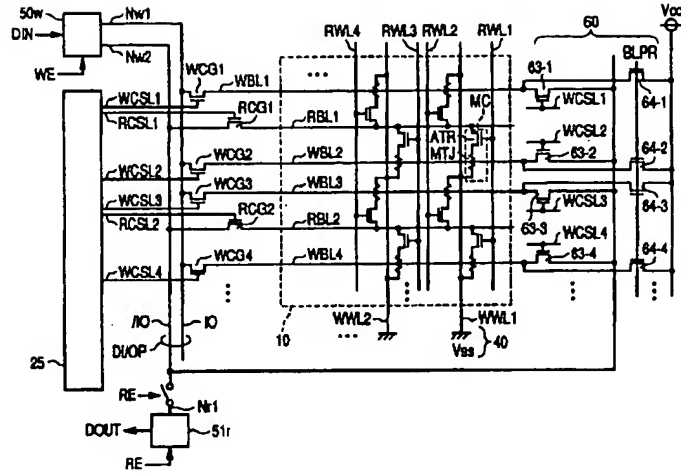 50w
Nw1
DIN
Nw2
WE
RWL4 RWL3 RWL2 RWL1
60
Vcc
BLPR
WCG1
WBL1
63-1
WCSL1
RCSL1
RCG1
RBL1
MC
WCSL1
64-1
ATR
MTJ
WCSL2
WCG2
WBL2
63-2
64-2
WCSL2
WCG3
WBL3
WCSL3
RCSL2
RCG2
RBL2
63-3
WCSL3
64-3
WCSL4
WCG4
WBL4
WCSL4
63-4
64-4
/IO
IO
10
WWL2
WWL1
Vss
40
25
DI/OP
RE
Nr1
DOUT
51r
RE